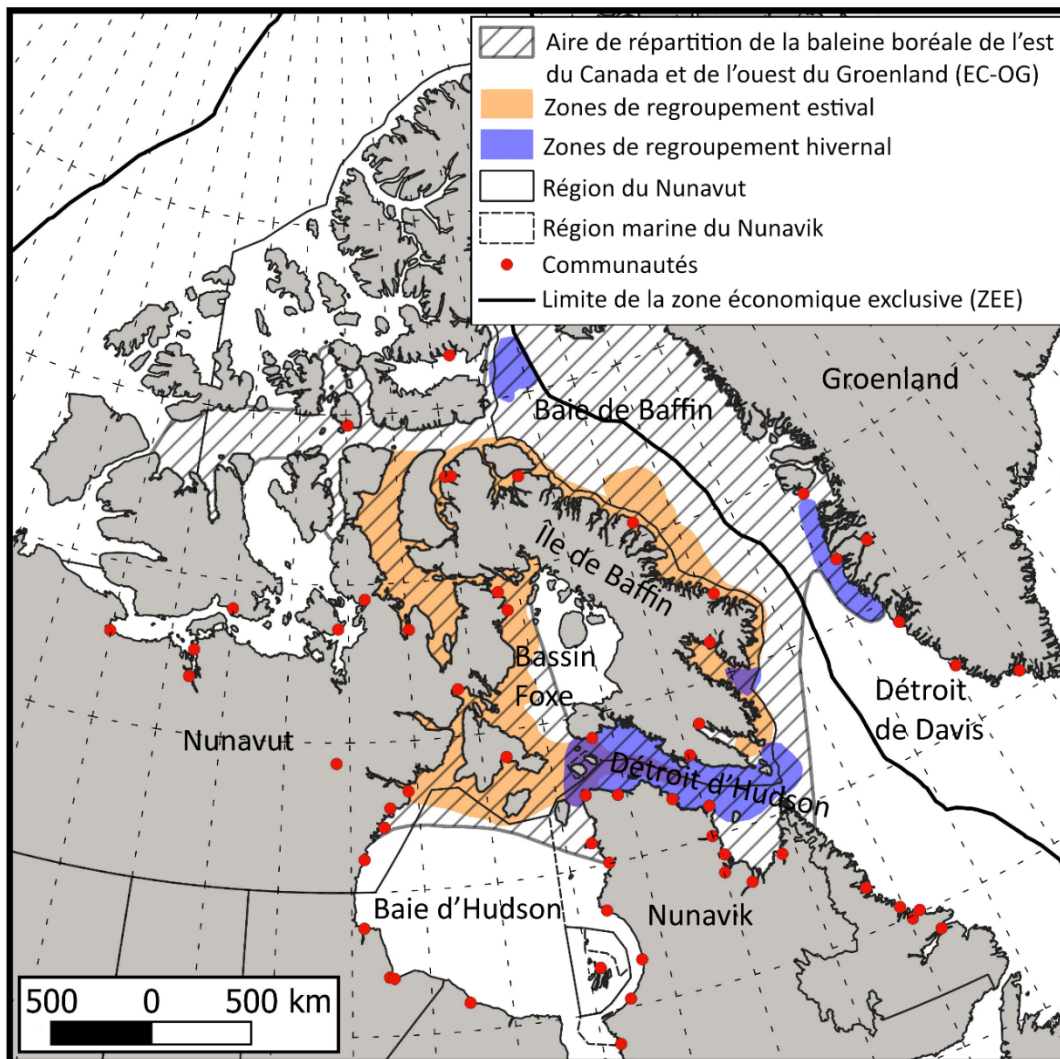 Aire de répartition de la baleine boréale de l'est
du Canada et de l'ouest du Groenland (EC-OG)
Zones de regroupement estival
Zones de regroupement hivernal
Région du Nunavut
Région marine du Nunavik
Communautés
Limite de la zone économique exclusive (ZEE)
Groenland
Baie de Baffin
Île de Baffin
Bassin
Foxe
Détroit
de Davis
Nunavut
Détroit d'Hudson
Baie d'Hudson
Nunavik
500 0 500 km